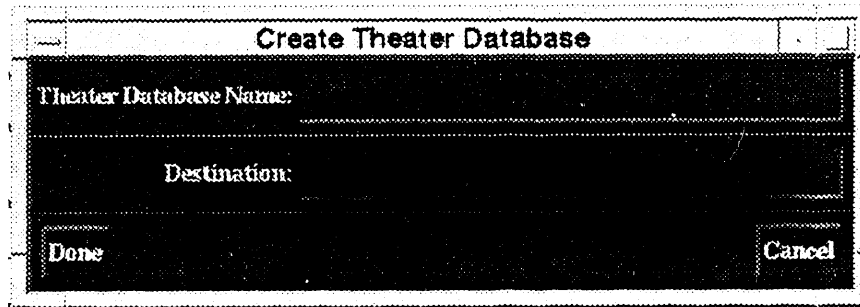 Create Theater Database
Theater Database Name:
Destination:
Done Cancel